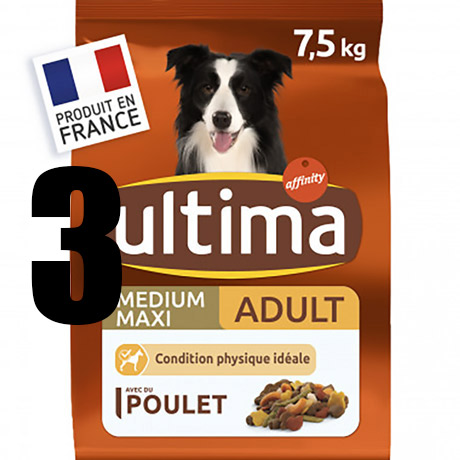 7,5 kg
PRODUIT EN
FRANCE
3
affinity
ultima
MEDIUM
MAXI
ADULT
Condition physique idéale
AVEC DU
POULET